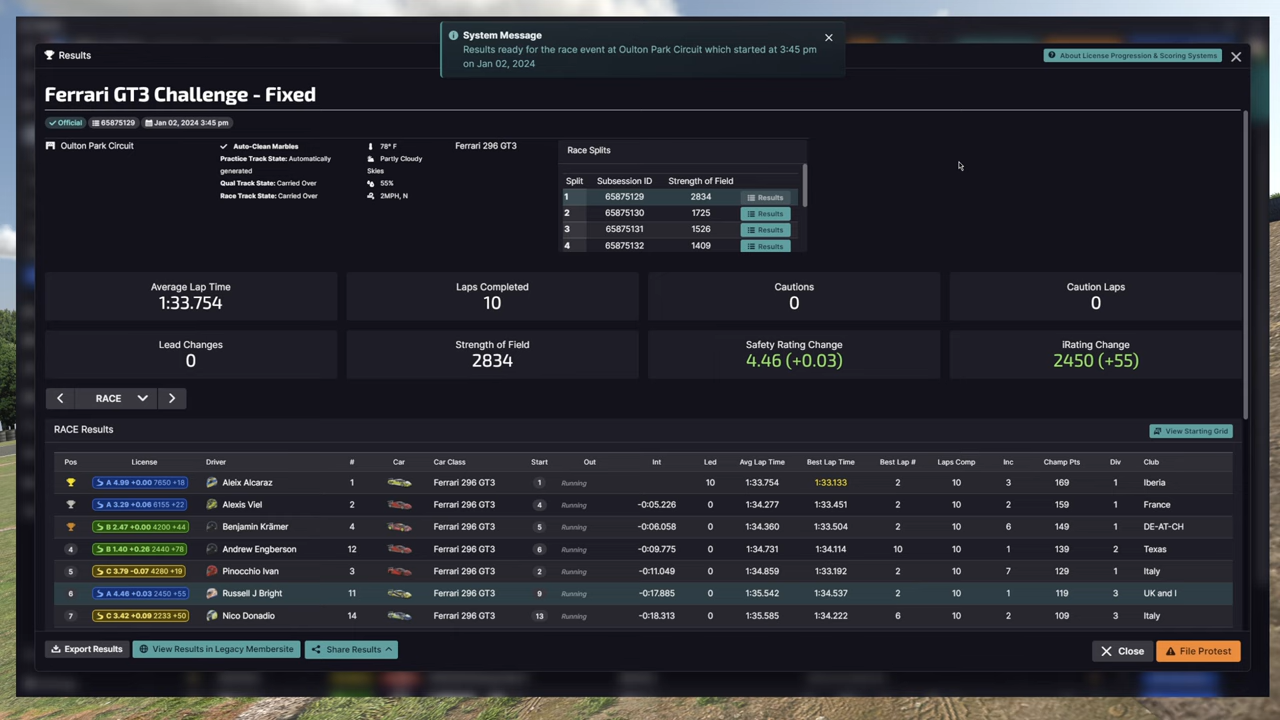 System Message
Results ready for the race event at Oulton Park Circuit which started at 3:45 pm
on Jan 02, 2024
Results
About License Progression & Scoring Systems
Ferrari GT3 Challenge - Fixed
Official 65875129 Jan 02, 2024 3:45 pm
Oulton Park Circuit
Auto-Clean Marbles
Practice Track State: Automatically
generated
Qual Track State: Carried Over
Race Track State: Carried Over
78° F
Partly Cloudy
Skies
55%
2MPH, N
Ferrari 296 GT3
Race Splits
Split Subsession ID Strength of Field
1 65875129 2834 Results
2 65875130 1725 Results
3 65875131 1526 Results
4 65875132 1409 Results
Average Lap Time
1:33.754
Laps Completed
10
Cautions
0
Caution Laps
0
Lead Changes
0
Strength of Field
2834
Safety Rating Change
4.46 (+0.03)
iRating Change
2450 (+55)
RACE
RACE Results
View Starting Grid
Pos License Driver # Car Car Class Start Out Int Led Avg Lap Time Best Lap Time Best Lap # Laps Comp Inc Champ Pts Div Club
A 4.99 +0.00 7650 +18 Aleix Alcaraz 1 Ferrari 296 GT3 1 Running 10 1:33.754 1:33.133 2 10 3 169 1 Iberia
A 3.29 +0.06 6155 +22 Alexis Viel 2 Ferrari 296 GT3 4 Running -0:05.226 0 1:34.277 1:33.451 2 10 2 159 1 France
B 2.47 +0.00 4200 +44 Benjamin Krämer 4 Ferrari 296 GT3 5 Running -0:06.058 0 1:34.360 1:33.504 2 10 6 149 1 DE-AT-CH
4 B 1.40 +0.26 2440 +78 Andrew Engberson 12 Ferrari 296 GT3 6 Running -0:09.775 0 1:34.731 1:34.114 10 10 1 139 2 Texas
5 C 3.79 -0.07 4280 +19 Pinocchio Ivan 3 Ferrari 296 GT3 2 Running -0:11.049 0 1:34.859 1:33.192 2 10 7 129 1 Italy
6 A 4.46 +0.03 2450 +55 Russell J Bright 11 Ferrari 296 GT3 9 Running -0:17.885 0 1:35.542 1:34.537 2 10 1 119 3 UK and I
7 C 3.42 +0.09 2233 +50 Nico Donadio 14 Ferrari 296 GT3 13 Running -0:18.313 0 1:35.585 1:34.222 6 10 2 109 3 Italy
Export Results View Results in Legacy Membersite Share Results Close File Protest